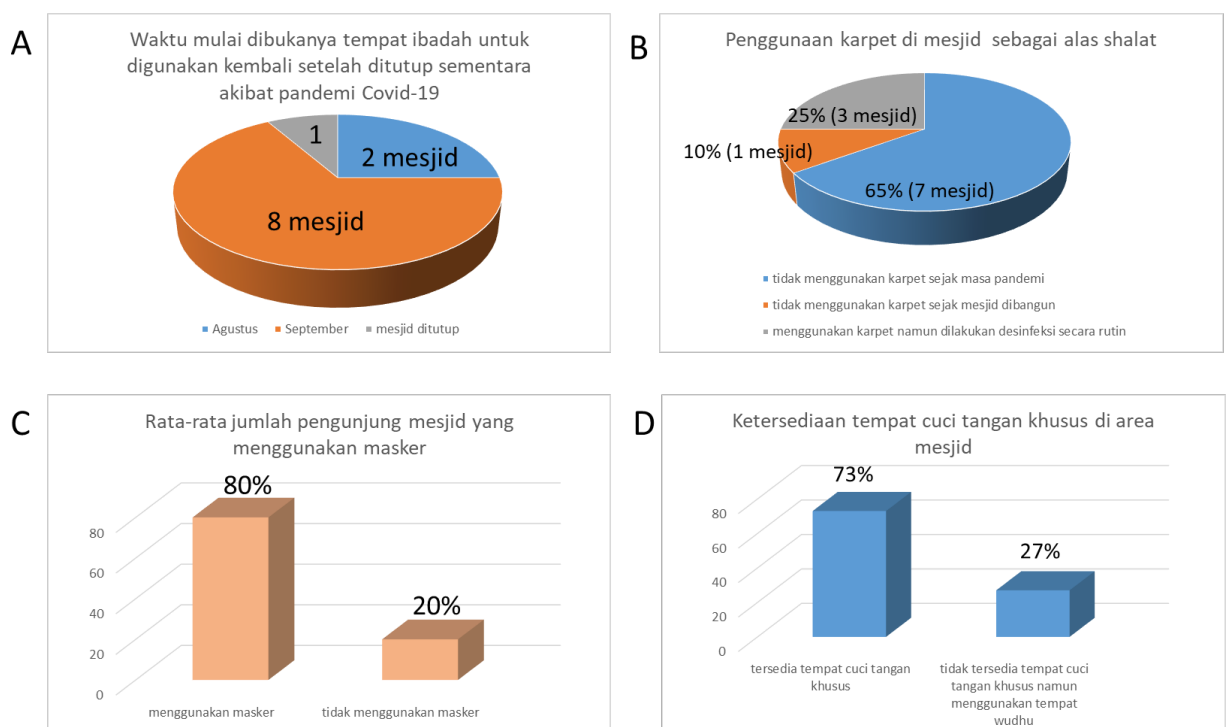 A
Waktu mulai dibukanya tempat ibadah untuk
digunakan kembali setelah ditutup sementara
akibat pandemi Covid-19
1
2 mesjid
8 mesjid
Agustus
September
mesjid ditutup
B
Penggunaan karpet di mesjid sebagai alas shalat
25% (3 mesjid)
10% (1 mesjid)
65% (7 mesjid)
tidak menggunakan karpet sejak masa pandemi
tidak menggunakan karpet sejak mesjid dibangun
menggunakan karpet namun dilakukan desinfeksi secara rutin
C
Rata-rata jumlah pengunjung mesjid yang
menggunakan masker
80%
20%
80
60
40
20
0
menggunakan masker
tidak menggunakan masker
D
Ketersediaan tempat cuci tangan khusus di area
mesjid
73%
27%
80
60
40
20
0
tersedia tempat cuci tangan
khusus
tidak tersedia tempat cuci
tangan khusus namun
menggunakan tempat
wudhu